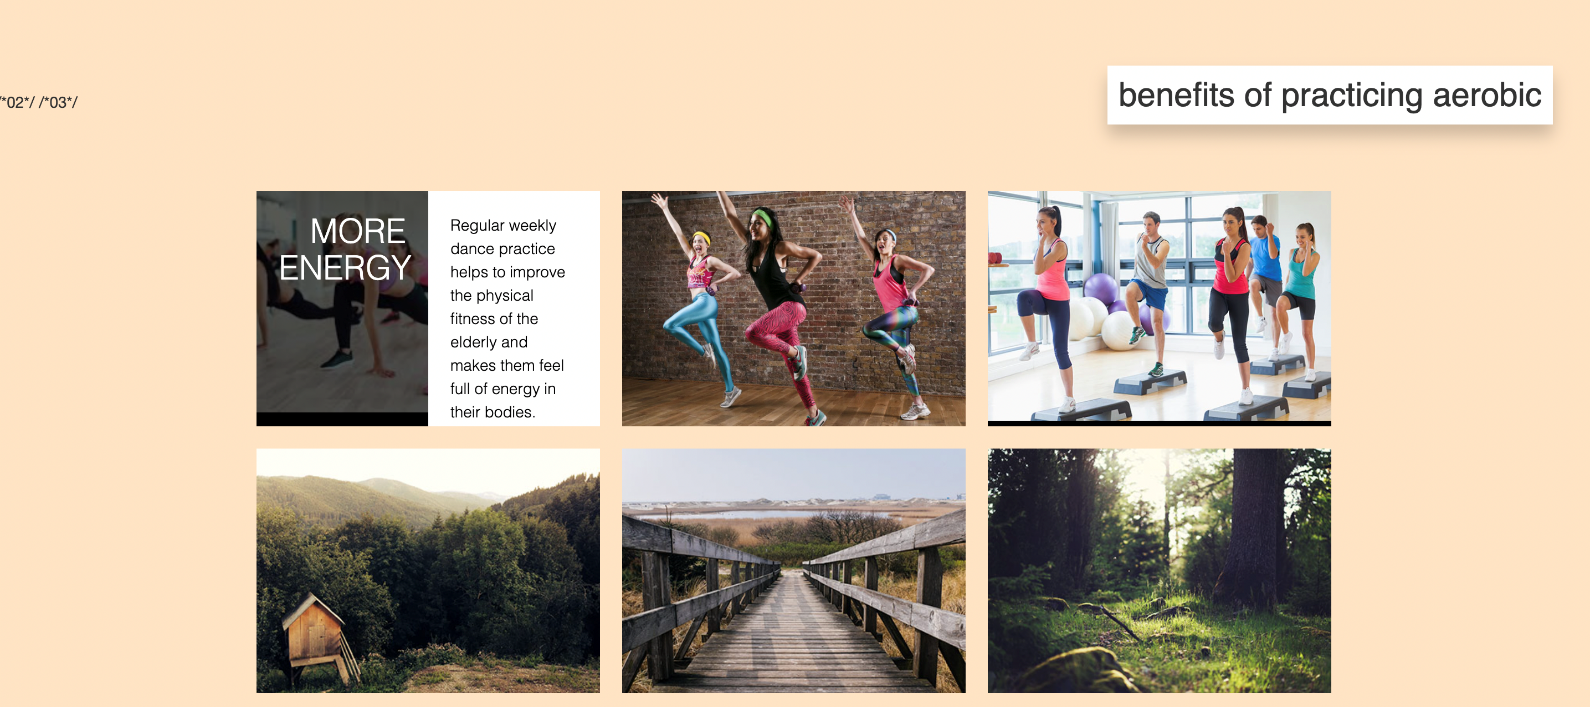 /*02*/ /*03*/
benefits of practicing aerobic
MORE
ENERGY
Regular weekly
dance practice
helps to improve
the physical
fitness of the
elderly and
makes them feel
full of energy in
their bodies.